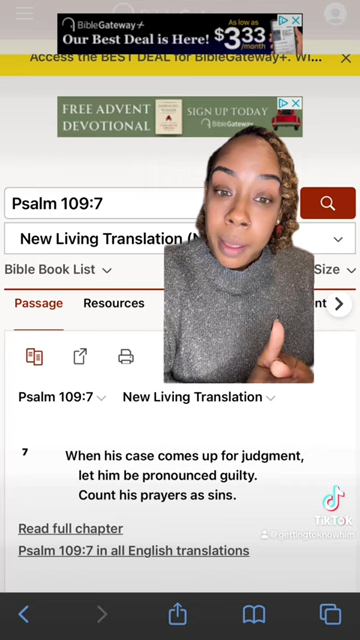 BibleGateway+
Our Best Deal is Here!
As low as
$3.33
/month
Access the BEST DEAL for BibleGateway+. Wi...
FREE ADVENT
DEVOTIONAL
SIGN UP TODAY
BibleGateway
Psalm 109:7
New Living Translation (N
Bible Book List
Size
Passage
Resources
nt
Psalm 109:7
New Living Translation
7
When his case comes up for judgment,
let him be pronounced guilty.
Count his prayers as sins.
Read full chapter
Psalm 109:7 in all English translations
TikTok
@gettingtoknowhim